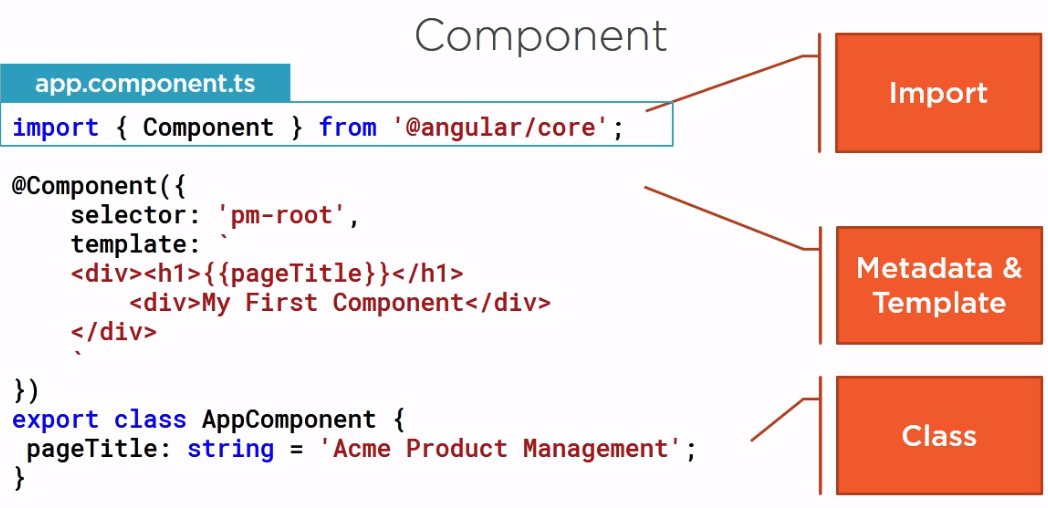 Component
app.component.ts
import { Component } from '@angular/core';
@Component({
    selector: 'pm-root',
    template: `
    <div><h1>{{pageTitle}}</h1>
        <div>My First Component</div>
    </div>
    `
})
export class AppComponent {
 pageTitle: string = 'Acme Product Management';
}
Import
Metadata &
Template
Class